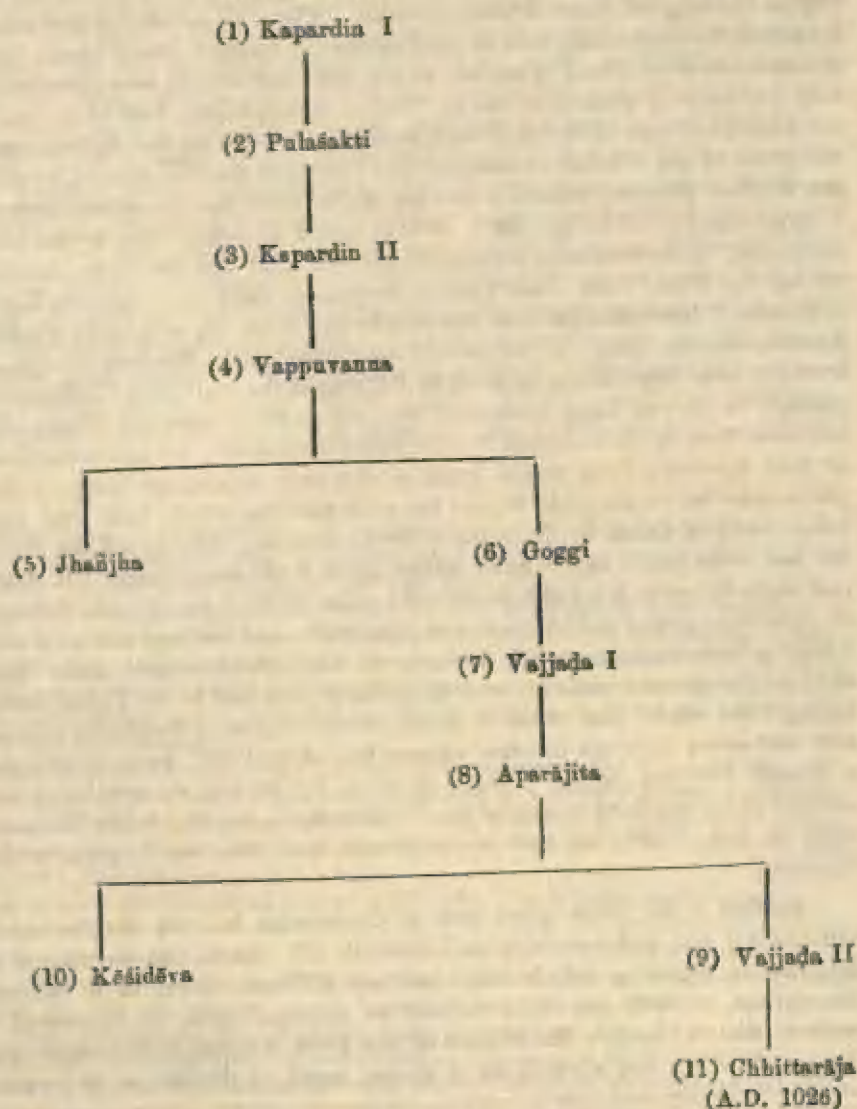 (1) Kapardin I
(2) Pulaśakti
(3) Kapardin II
(4) Vappuvanna
(5) Jhañjha
(6) Goggi
(7) Vajjaḍa I
(8) Aparājita
(10) Kēśidēva
(9) Vajjaḍa II
(11) Chhittarāja
(A.D. 1026)